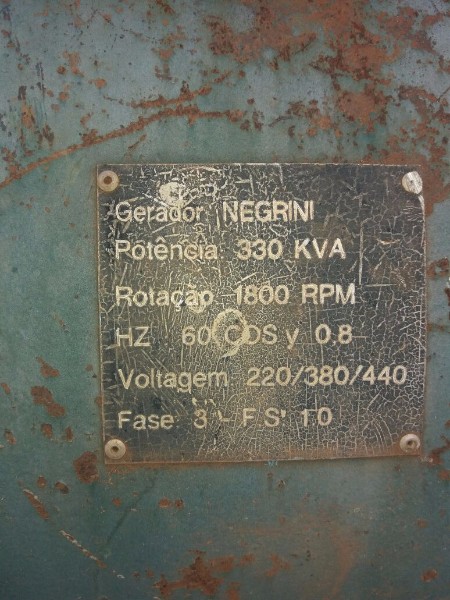 Gerador NEGRINI
Potência 330 KVA
Rotação 1800 RPM
HZ 60 COS y 0.8
Voltagem 220/380/440
Fase 3 - F.S. 1.0